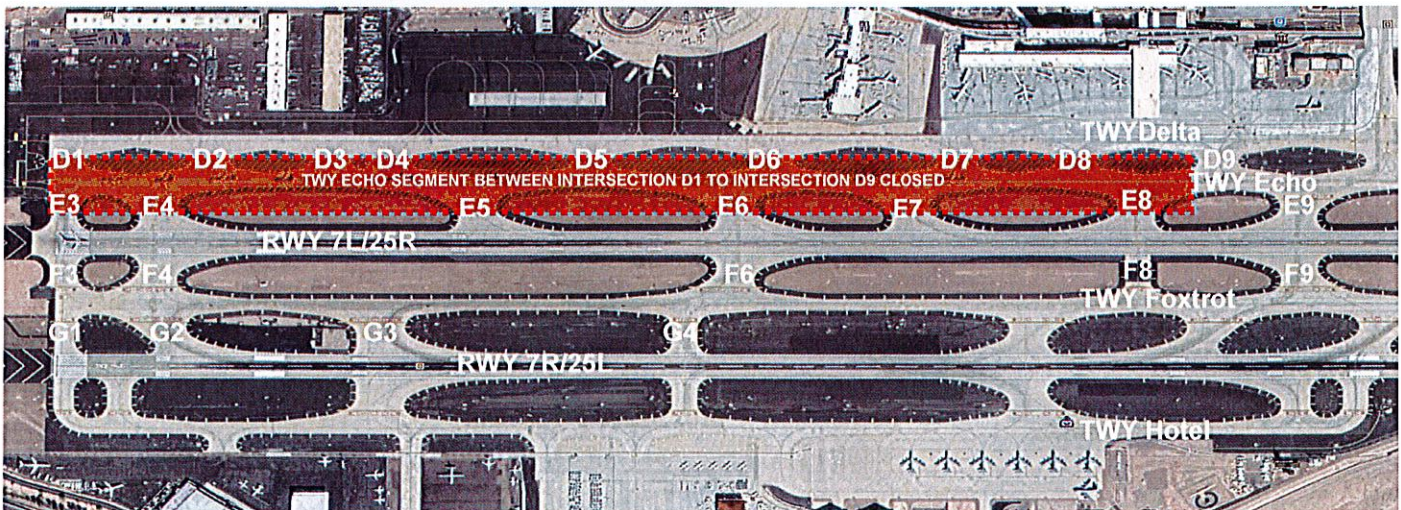 TWYDelta
D1 D2 D3 D4 D5 D6 D7 D8 D9
TWY ECHO SEGMENT BETWEEN INTERSECTION D1 TO INTERSECTION D9 CLOSED
TWY Echo
E3 E4 E5 E6 E7 E8 E9
RWY 7L/25R
F3 F4 F6 F8 F9
TWY Foxtrot
G1 G2 G3 G4
RWY 7R/25L
TWY Hotel